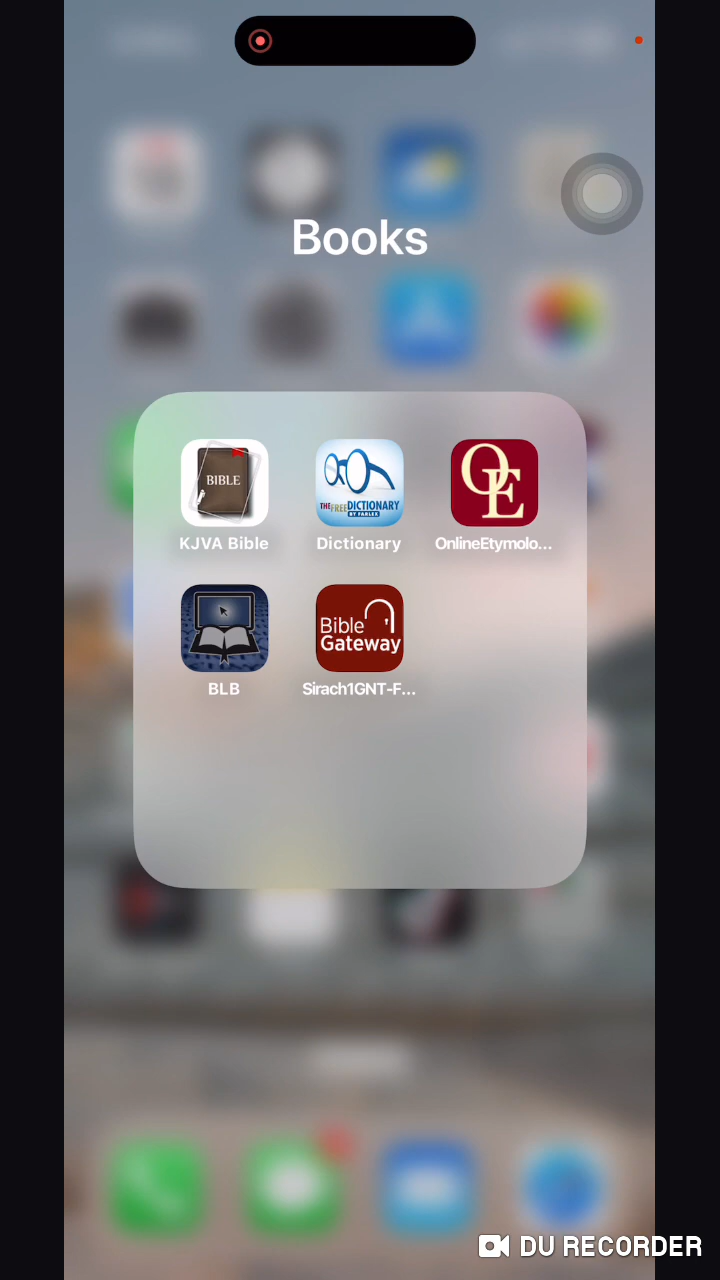 Books
BIBLE
THE FREE DICTIONARY
BY FARLEX
OE
KJVA Bible
Dictionary
OnlineEtymolo...
Bible
Gateway
BLB
Sirach1GNT-F...
DU RECORDER